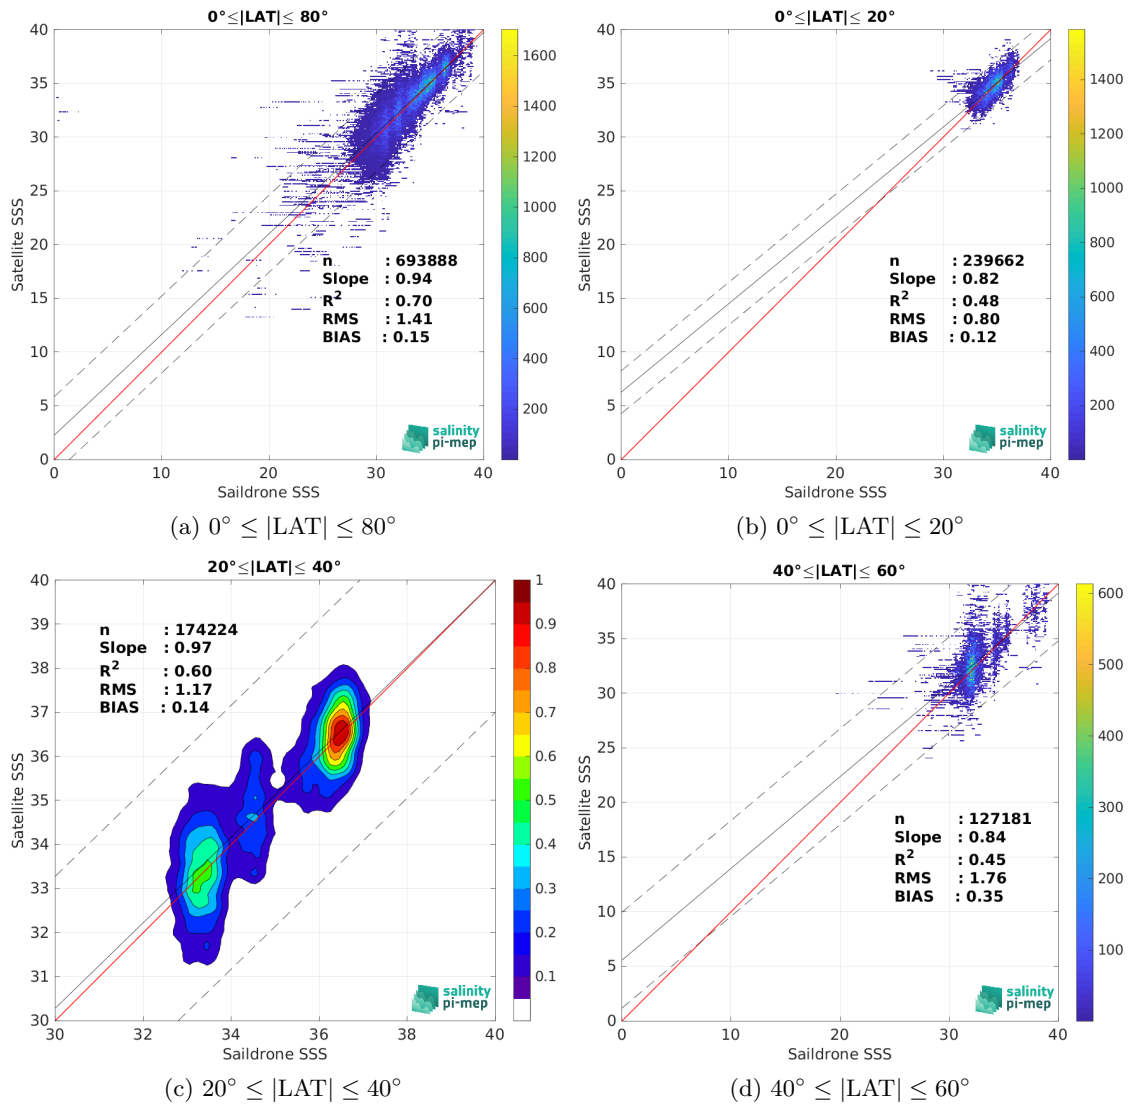 0°≤|LAT|≤ 80°
40
35
30
25
20
15
10
5
0
Satellite SSS
0
10
20
30
40
Saildrone SSS
n : 693888
Slope : 0.94
R² : 0.70
RMS : 1.41
BIAS : 0.15
salinity
pi-mep
1600
1400
1200
1000
800
600
400
200
(a) 0° ≤ |LAT| ≤ 80°
0°≤|LAT|≤ 20°
40
35
30
25
20
15
10
5
0
Satellite SSS
0
10
20
30
40
Saildrone SSS
n : 239662
Slope : 0.82
R² : 0.48
RMS : 0.80
BIAS : 0.12
salinity
pi-mep
1400
1200
1000
800
600
400
200
(b) 0° ≤ |LAT| ≤ 20°
20°≤|LAT|≤ 40°
40
39
38
37
36
35
34
33
32
31
30
Satellite SSS
30
32
34
36
38
40
Saildrone SSS
n : 174224
Slope : 0.97
R² : 0.60
RMS : 1.17
BIAS : 0.14
salinity
pi-mep
1
0.9
0.8
0.7
0.6
0.5
0.4
0.3
0.2
0.1
(c) 20° ≤ |LAT| ≤ 40°
40°≤|LAT|≤ 60°
40
35
30
25
20
15
10
5
0
Satellite SSS
0
10
20
30
40
Saildrone SSS
n : 127181
Slope : 0.84
R² : 0.45
RMS : 1.76
BIAS : 0.35
salinity
pi-mep
600
500
400
300
200
100
(d) 40° ≤ |LAT| ≤ 60°